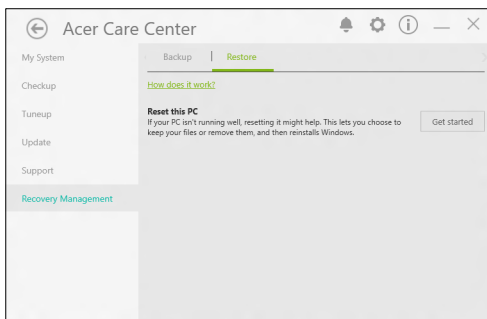 Acer Care Center
My System
Checkup
Tuneup
Update
Support
Recovery Management
Backup
Restore
How does it work?
Reset this PC
If your PC isn't running well, resetting it might help. This lets you choose to
keep your files or remove them, and then reinstalls Windows.
Get started